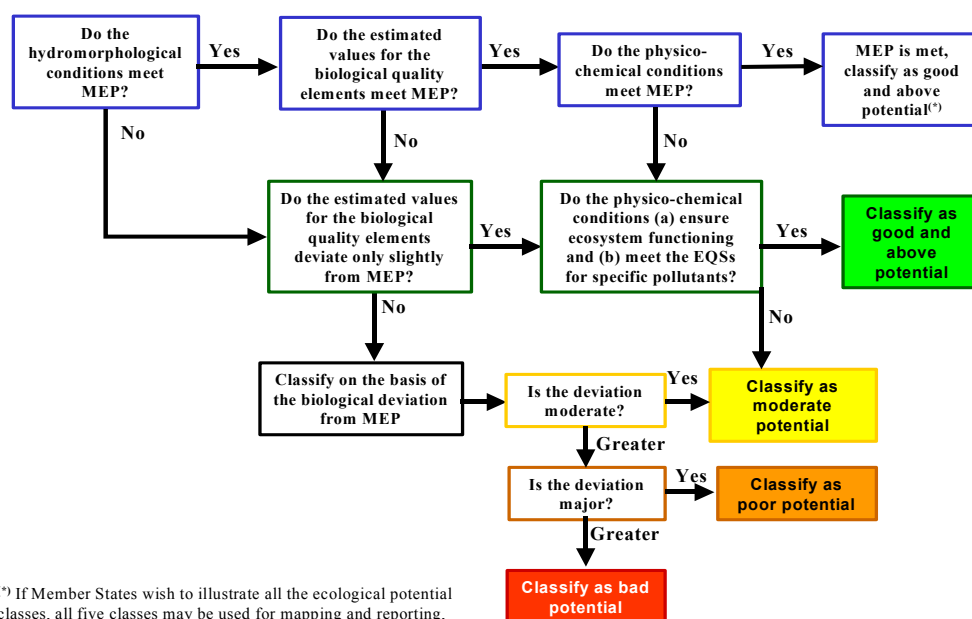 Do the
hydromorphological
conditions meet
MEP?
Yes
Do the estimated
values for the
biological quality
elements meet MEP?
Yes
Do the physico-
chemical conditions
meet MEP?
Yes
MEP is met,
classify as good
and above
potential(*)
No
No
No
Do the estimated values
for the biological
quality elements
deviate only slightly
from MEP?
Yes
Do the physico-chemical
conditions (a) ensure
ecosystem functioning
and (b) meet the EQSs
for specific pollutants?
Yes
Classify as
good and
above
potential
No
No
Classify on the basis of
the biological deviation
from MEP
Is the deviation
moderate?
Yes
Classify as
moderate
potential
Greater
Is the deviation
major?
Yes
Classify as
poor potential
Greater
Classify as bad
potential
(*) If Member States wish to illustrate all the ecological potential
classes, all five classes may be used for mapping and reporting,